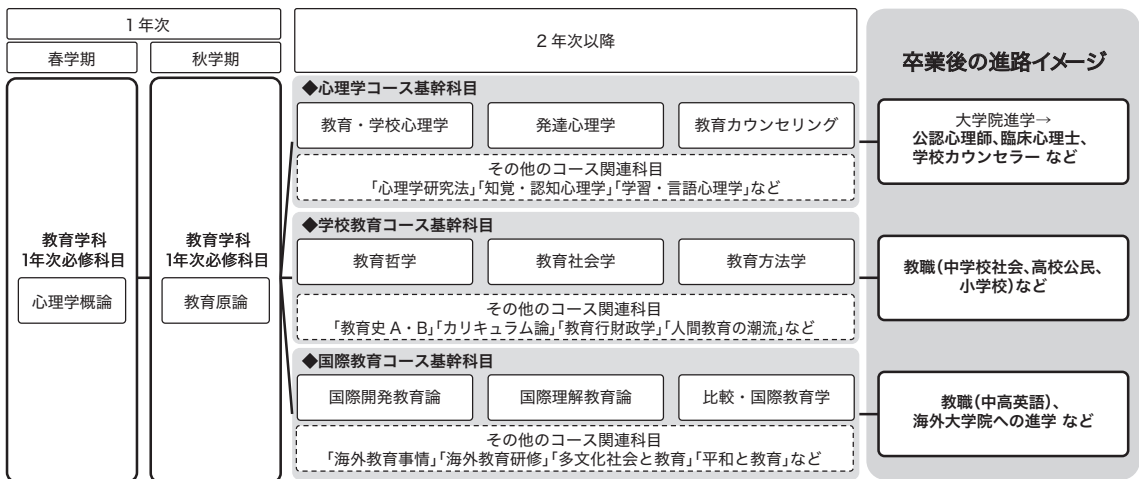 1年次
春学期
秋学期
2年次以降
卒業後の進路イメージ
教育学科
1年次必修科目
心理学概論
教育学科
1年次必修科目
教育原論
◆心理学コース基幹科目
教育・学校心理学
発達心理学
教育カウンセリング
その他のコース関連科目
「心理学研究法」「知覚・認知心理学」「学習・言語心理学」など
大学院進学→
公認心理師、臨床心理士、
学校カウンセラー など
◆学校教育コース基幹科目
教育哲学
教育社会学
教育方法学
その他のコース関連科目
「教育史 A・B」「カリキュラム論」「教育行財政学」「人間教育の潮流」など
教職(中学校社会、高校公民、
小学校)など
◆国際教育コース基幹科目
国際開発教育論
国際理解教育論
比較・国際教育学
その他のコース関連科目
「海外教育事情」「海外教育研修」「多文化社会と教育」「平和と教育」など
教職(中高英語)、
海外大学院への進学 など